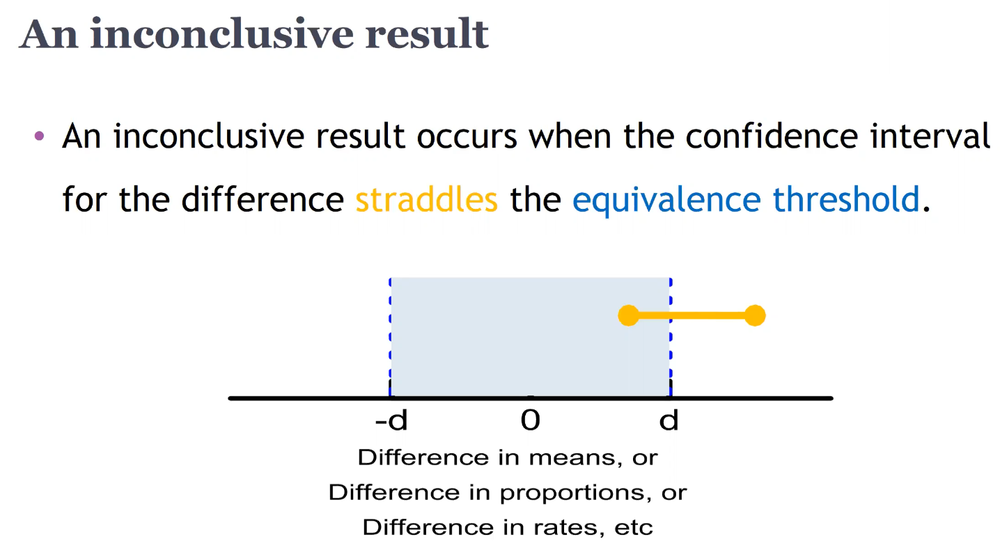 An inconclusive result
• An inconclusive result occurs when the confidence interval
for the difference straddles the equivalence threshold.
-d 0 d
Difference in means, or
Difference in proportions, or
Difference in rates, etc